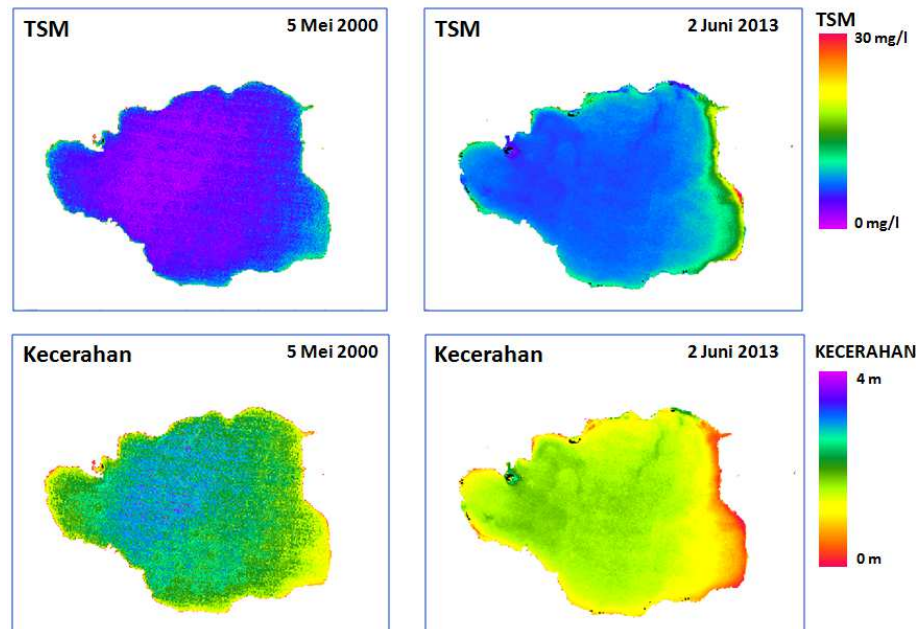 TSM 5 Mei 2000
TSM 2 Juni 2013
TSM
30 mg/l
0 mg/l
Kecerahan 5 Mei 2000
Kecerahan 2 Juni 2013
KECERAHAN
4 m
0 m